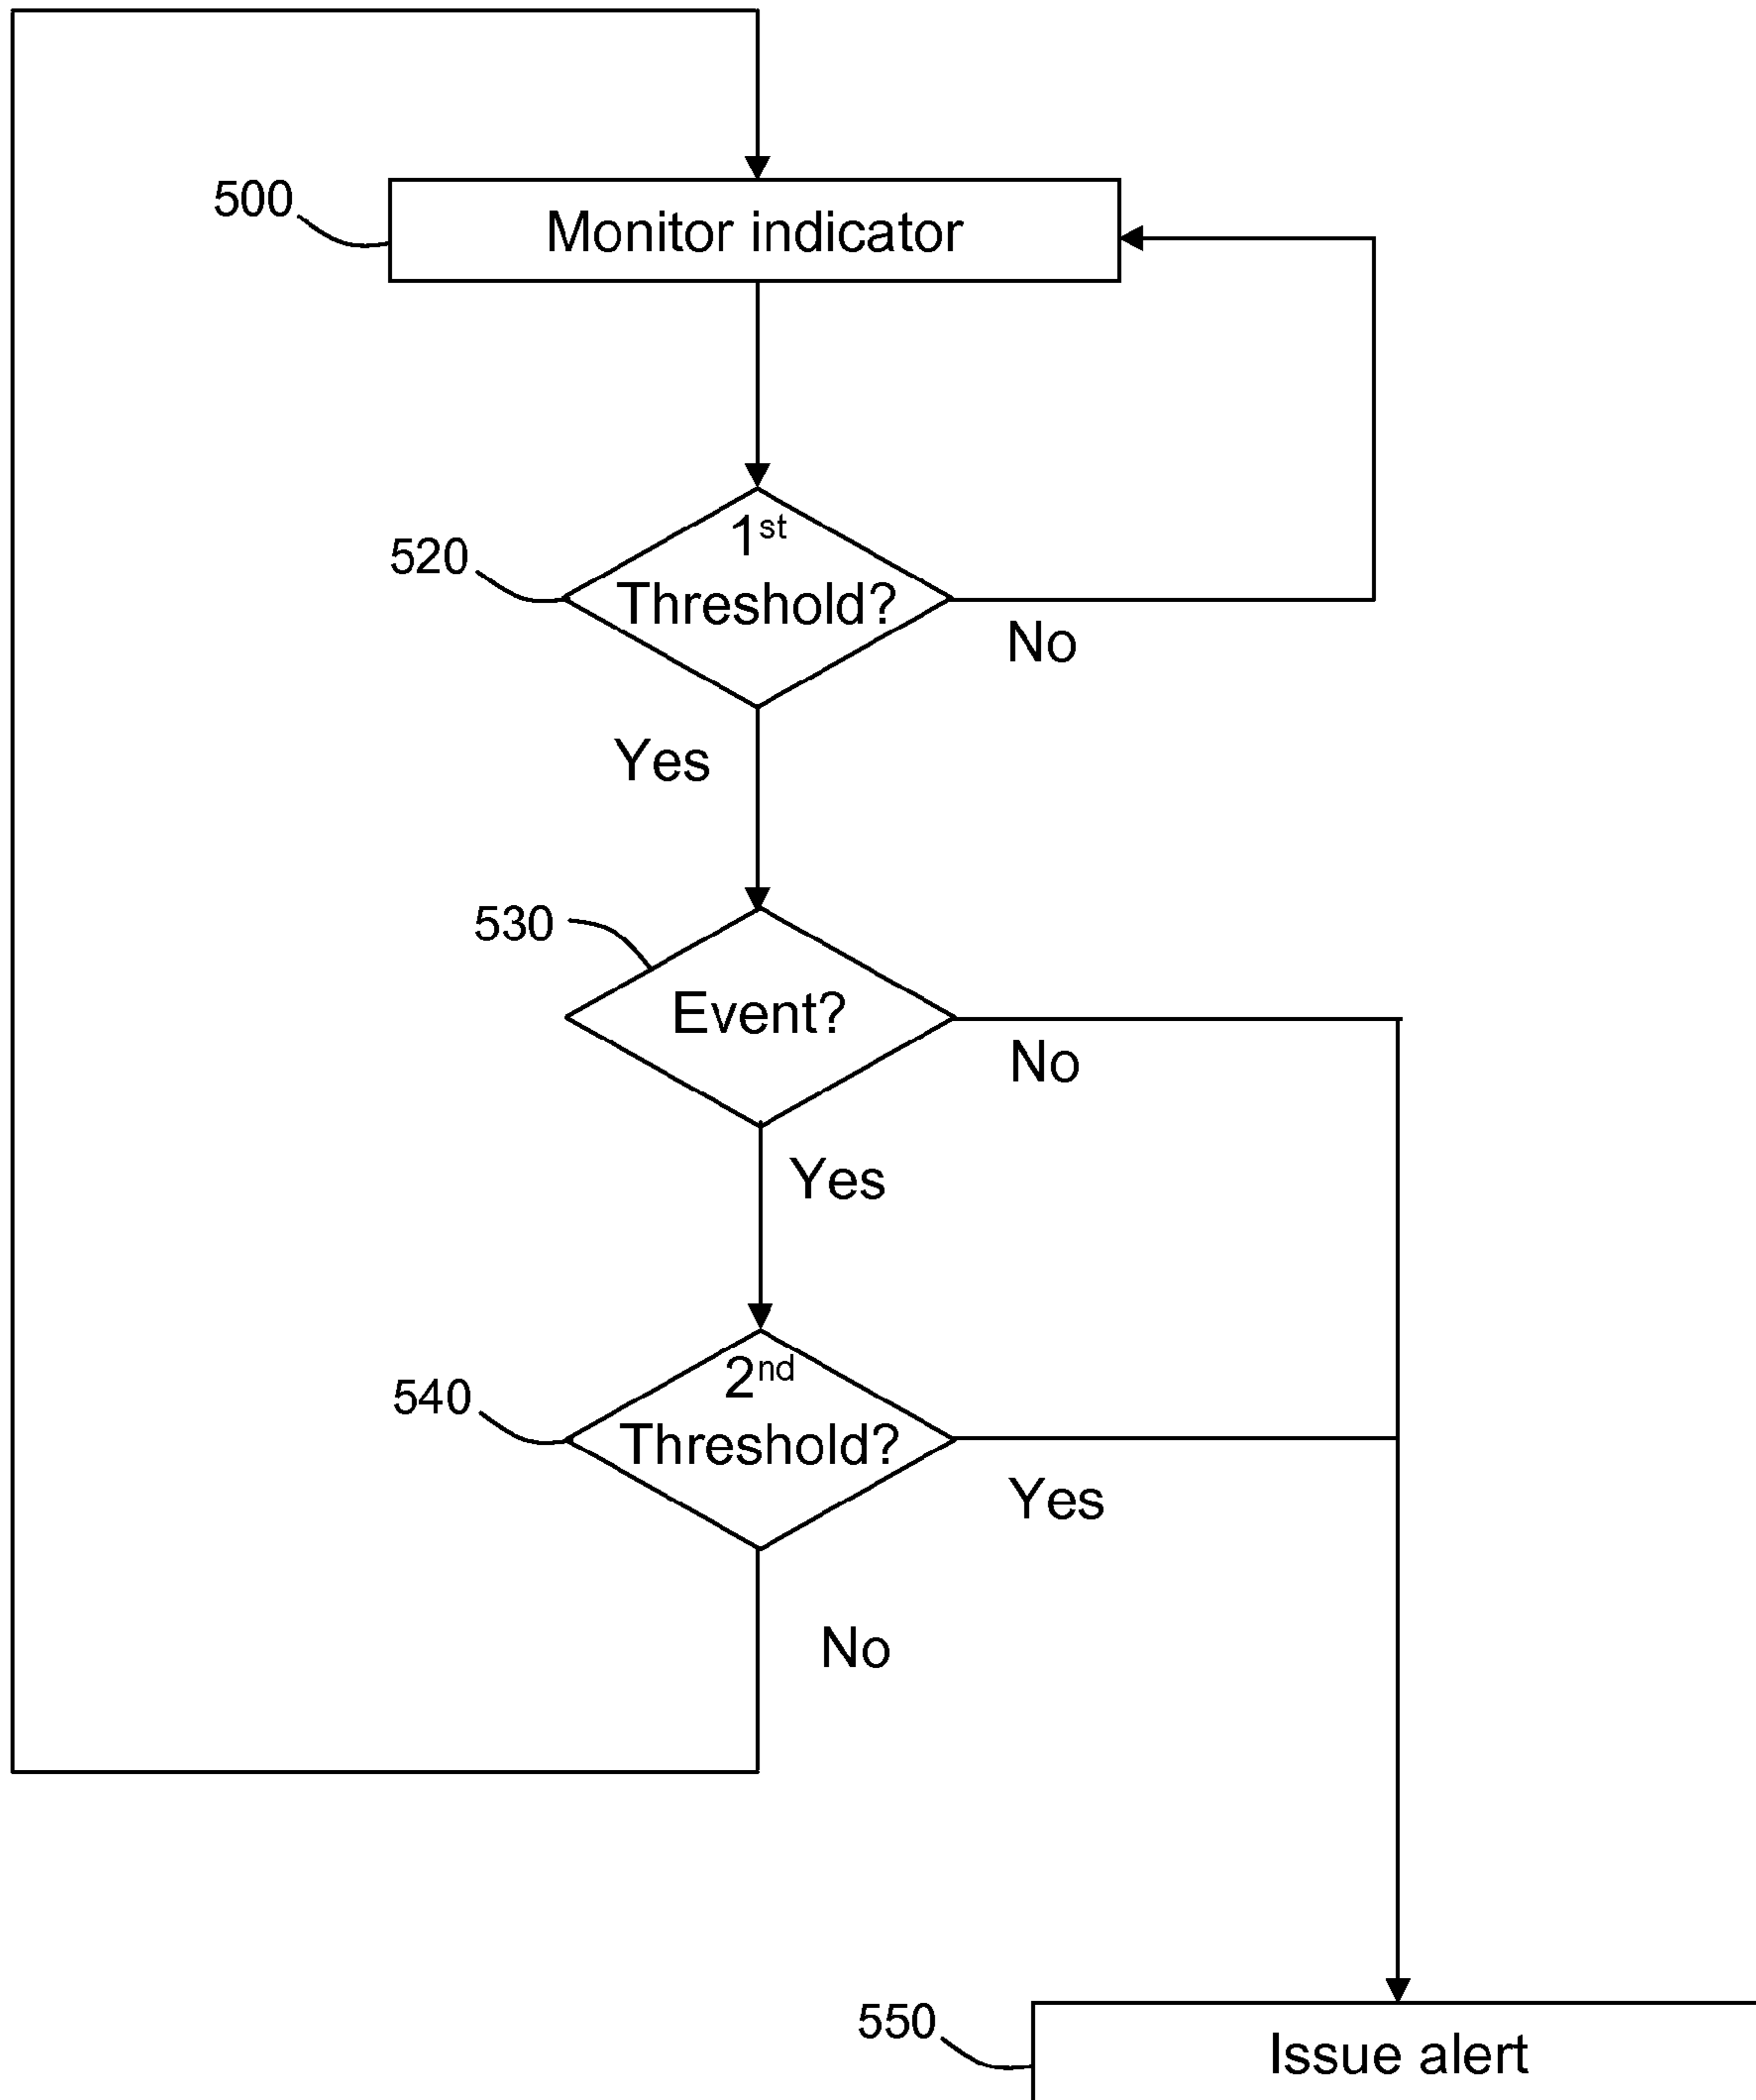 500
Monitor indicator
1st
520
Threshold?
No
Yes
530
Event?
No
Yes
2nd
540
Threshold?
Yes
No
550
Issue alert